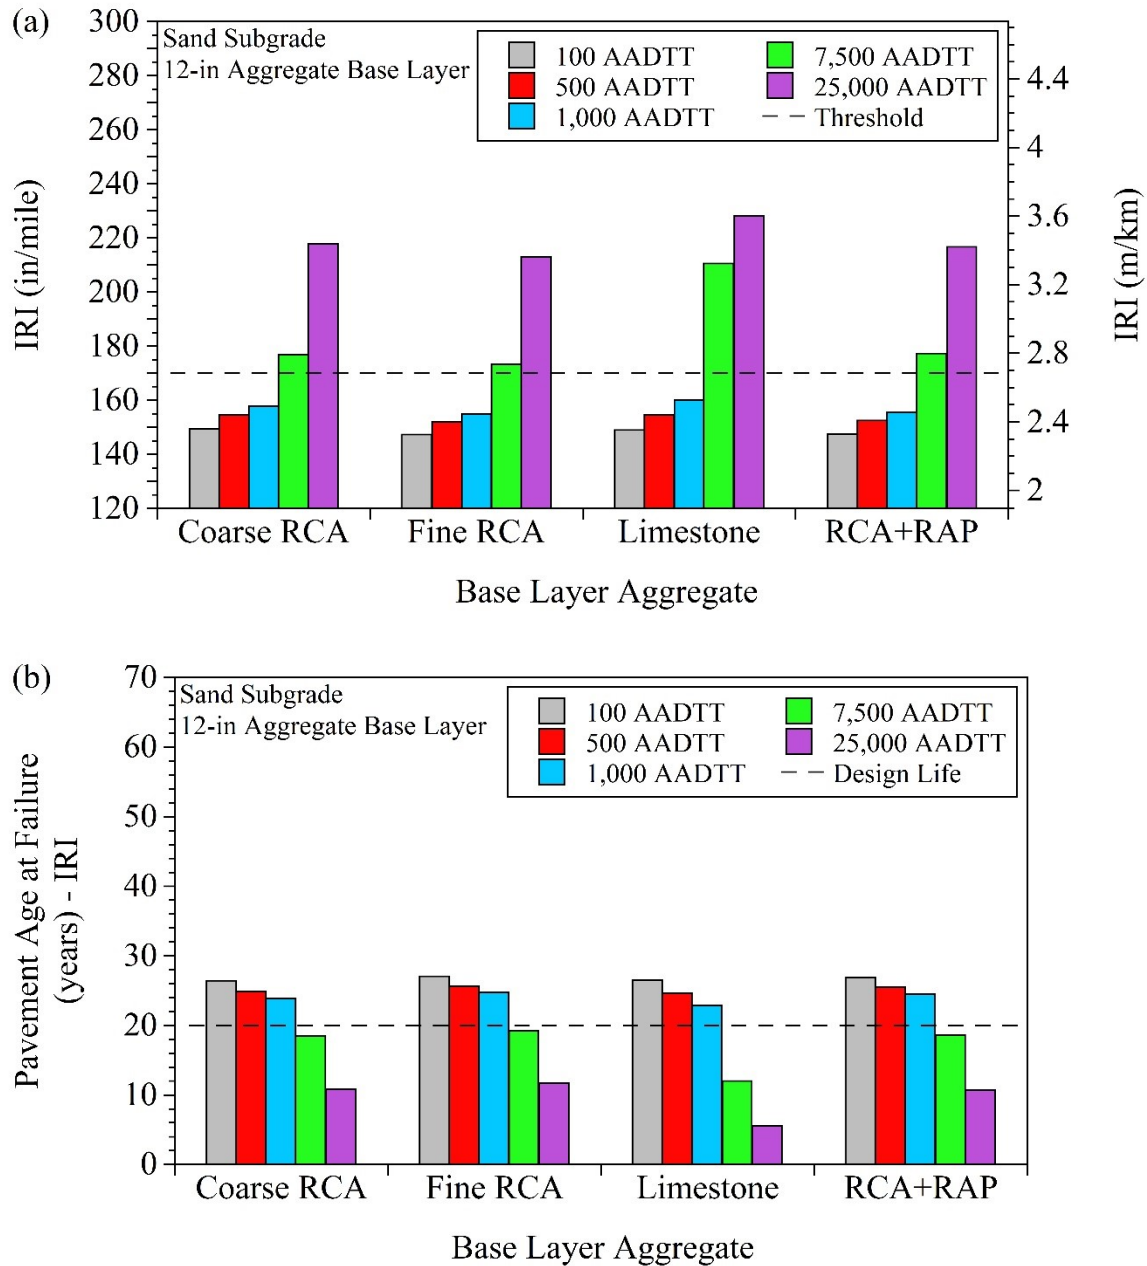 (a)
Sand Subgrade
12-in Aggregate Base Layer
100 AADTT
500 AADTT
1,000 AADTT
7,500 AADTT
25,000 AADTT
Threshold
IRI (in/mile)
300
280
260
240
220
200
180
160
140
120
IRI (m/km)
4.4
4
3.6
3.2
2.8
2.4
2
Coarse RCA
Fine RCA
Limestone
RCA+RAP
Base Layer Aggregate
(b)
Sand Subgrade
12-in Aggregate Base Layer
100 AADTT
500 AADTT
1,000 AADTT
7,500 AADTT
25,000 AADTT
Design Life
Pavement Age at Failure
(years) - IRI
70
60
50
40
30
20
10
0
Coarse RCA
Fine RCA
Limestone
RCA+RAP
Base Layer Aggregate